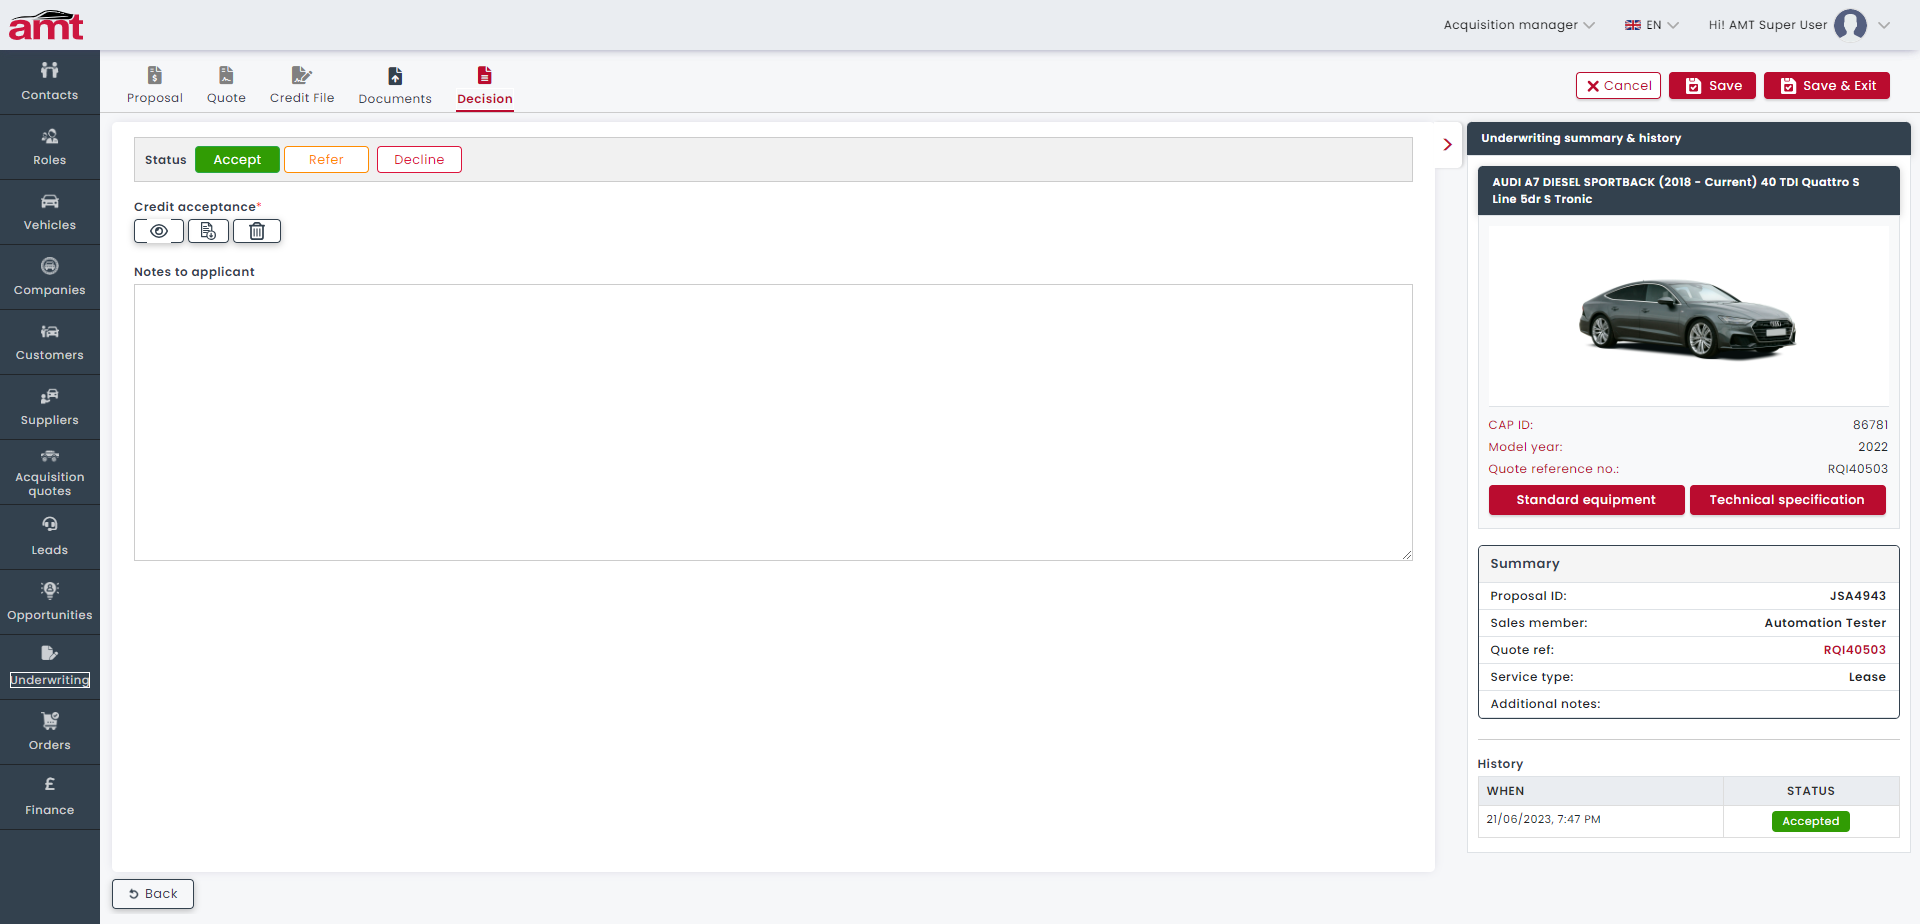 amt
Acquisition manager
EN
Hi! AMT Super User
Contacts
Roles
Vehicles
Companies
Customers
Suppliers
Acquisition
quotes
Leads
Opportunities
Underwriting
Orders
£
Finance
Proposal
Quote
Credit File
Documents
Decision
Cancel
Save
Save & Exit
Status
Accept
Refer
Decline
Credit acceptance*
Notes to applicant
Back
Underwriting summary & history
AUDI A7 DIESEL SPORTBACK (2018 - Current) 40 TDI Quattro S
Line 5dr S Tronic
CAP ID: 86781
Model year: 2022
Quote reference no.: RQI40503
Standard equipment
Technical specification
Summary
Proposal ID: JSA4943
Sales member: Automation Tester
Quote ref: RQI40503
Service type: Lease
Additional notes:
History
WHEN STATUS
21/06/2023, 7:47 PM Accepted